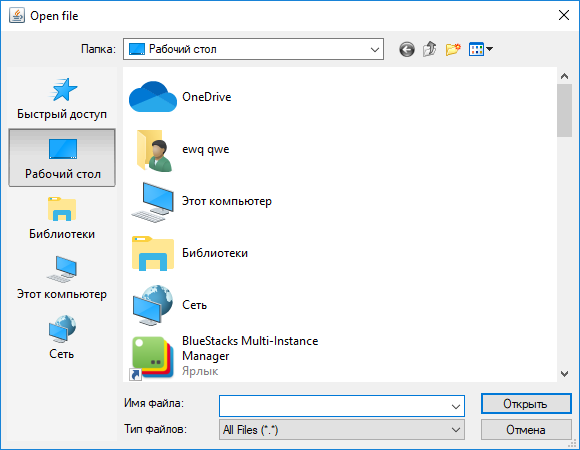 Open file
Папка:
Рабочий стол
Быстрый доступ
Рабочий стол
Библиотеки
Этот компьютер
Сеть
OneDrive
ewq qwe
Этот компьютер
Библиотеки
Сеть
BlueStacks Multi-Instance
Manager
Ярлык
Имя файла:
Открыть
Тип файлов:
All Files (*.*)
Отмена